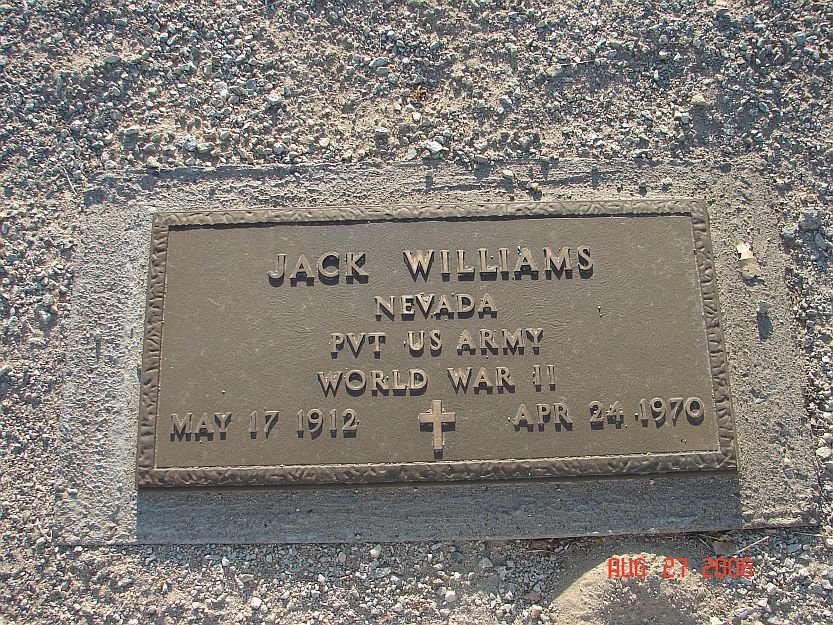 JACK WILLIAMS
NEVADA
PVT US ARMY
WORLD WAR II
MAY 17 1912 APR 24 1970
AUG 27 2006